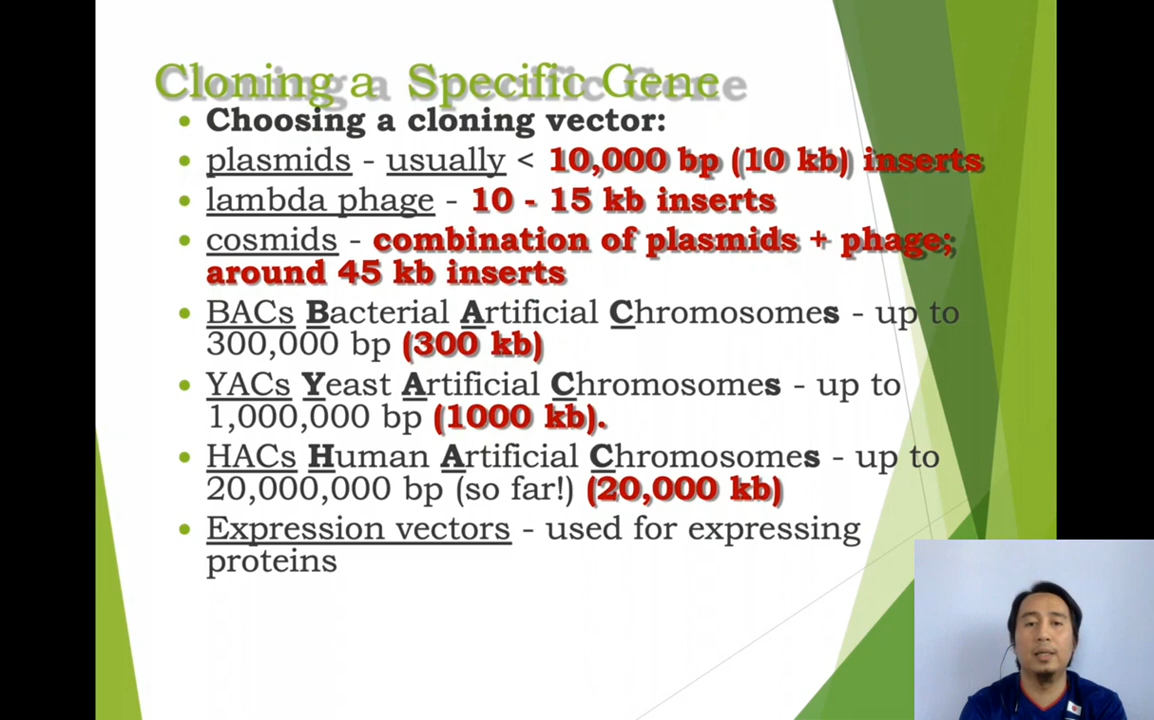 Cloning a Specific Gene
Choosing a cloning vector:
plasmids - usually < 10,000 bp (10 kb) inserts
lambda phage - 10 - 15 kb inserts
cosmids - combination of plasmids + phage;
around 45 kb inserts
BACs Bacterial Artificial Chromosomes - up to
300,000 bp (300 kb)
YACs Yeast Artificial Chromosomes - up to
1,000,000 bp (1000 kb).
HACs Human Artificial Chromosomes - up to
20,000,000 bp (so far!) (20,000 kb)
Expression vectors - used for expressing
proteins